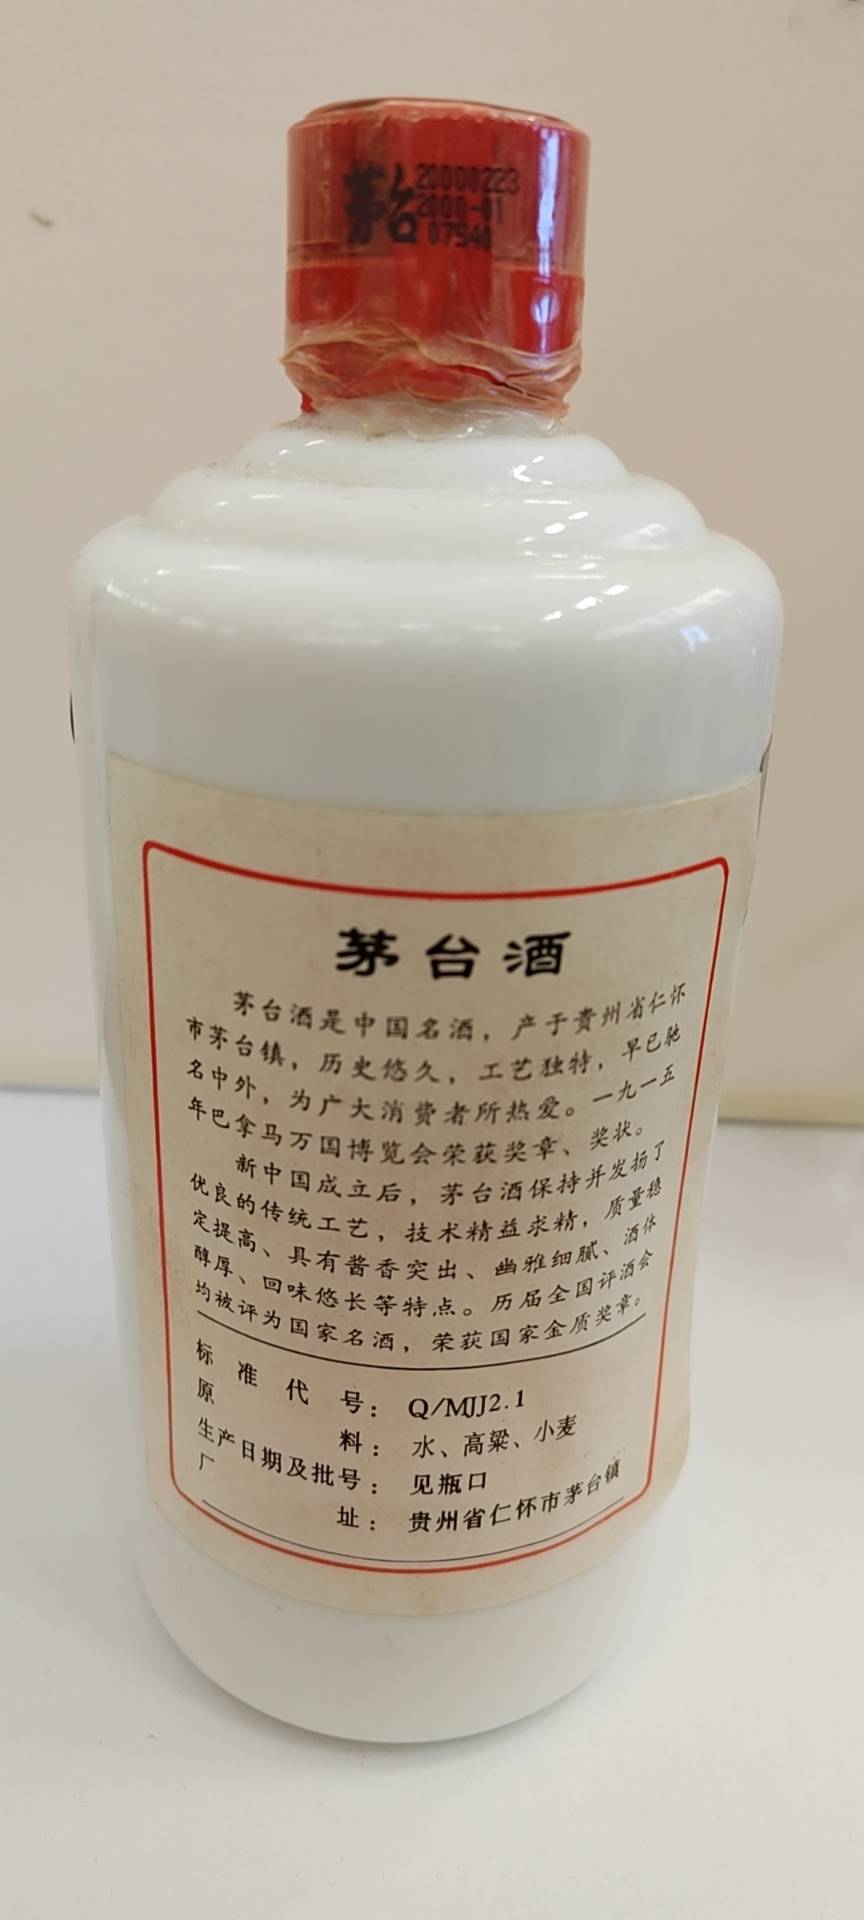 茅台
20000223
2000-01
07540
茅台酒
茅台酒是中国名酒，产于贵州省仁怀
市茅台镇，历史悠久，工艺独特，早已驰
名中外，为广大消费者所热爱。一九一五
年巴拿马万国博览会荣获奖章、奖状。
新中国成立后，茅台酒保持并发扬了
优良的传统工艺，技术精益求精，质量稳
定提高、具有酱香突出、幽雅细腻、酒体
醇厚、回味悠长等特点。历届全国评酒会
均被评为国家名酒，荣获国家金质奖章。
标准代号：Q/MJJ2.1
原料：水、高粱、小麦
生产日期及批号：见瓶口
厂址：贵州省仁怀市茅台镇